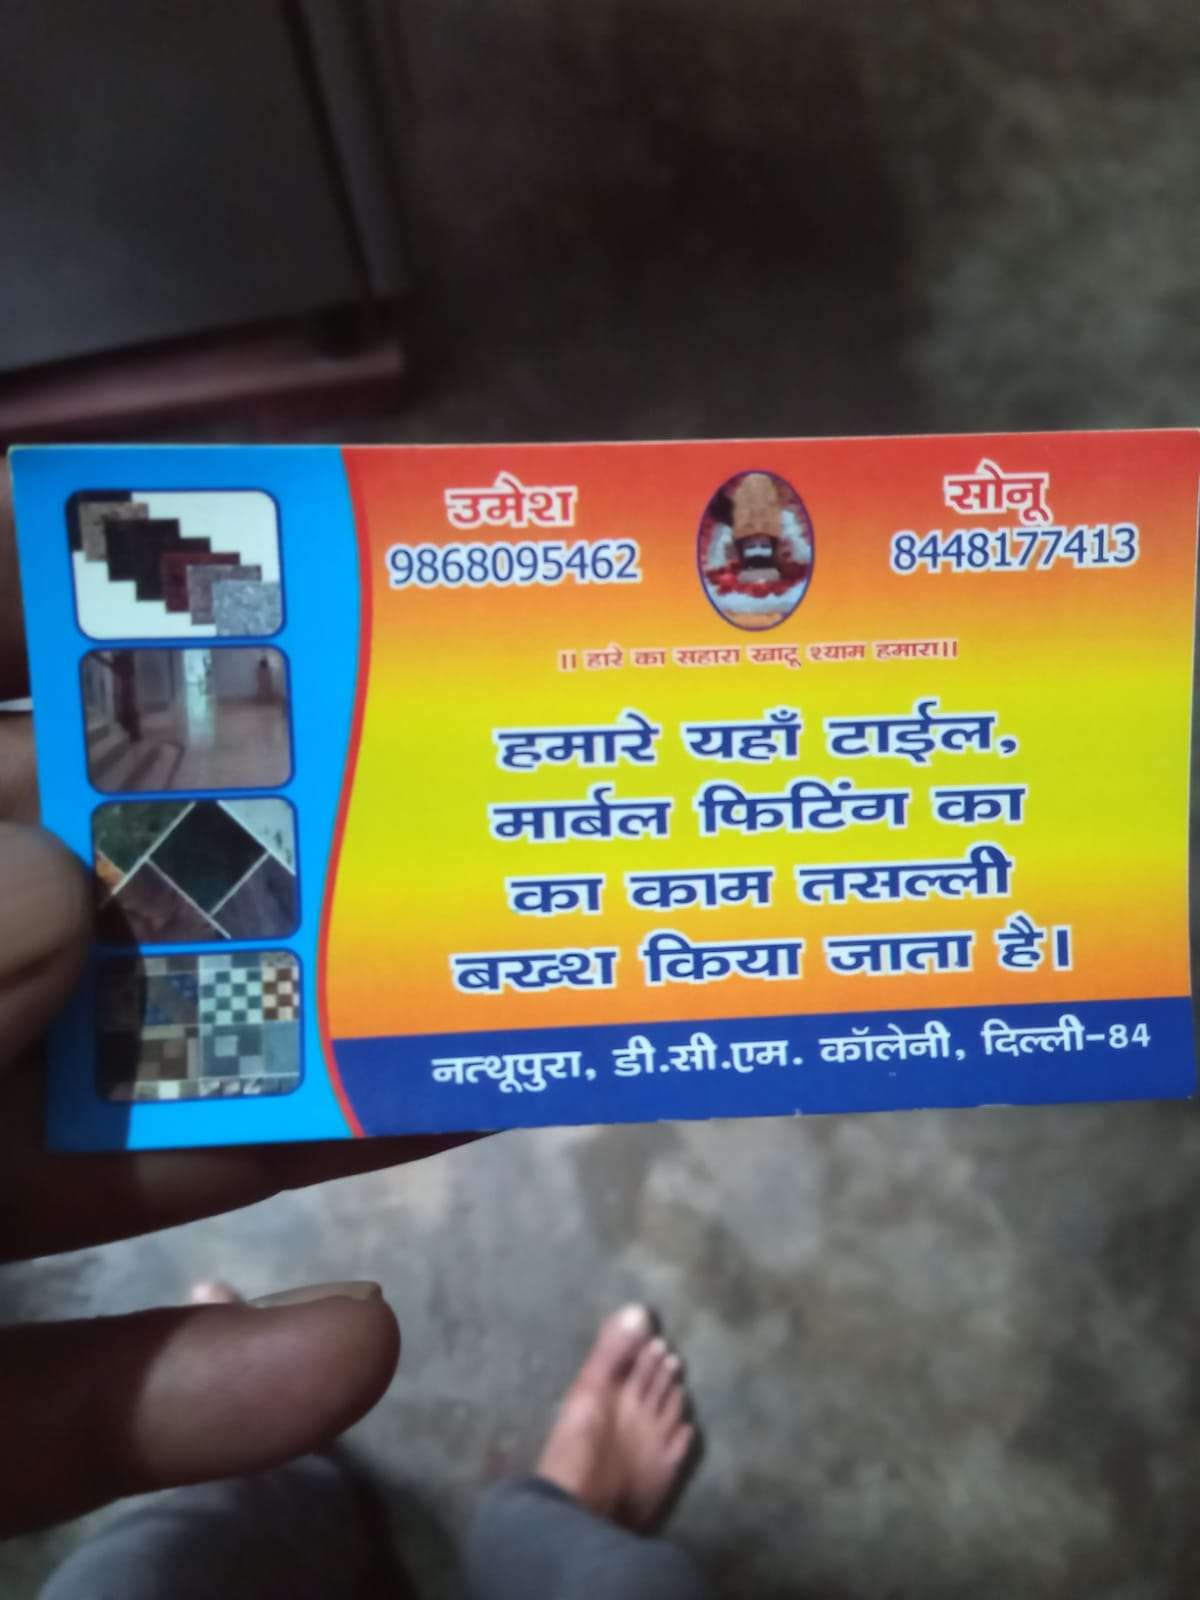 उमेश
9868095462
सोनू
8448177413
।। हारे का सहारा खाटू श्याम हमारा।।
हमारे यहाँ टाईल,
मार्बल फिटिंग का
का काम तसल्ली
बख्श किया जाता है।
नत्थूपुरा, डी.सी.एम. कॉलेनी, दिल्ली-84